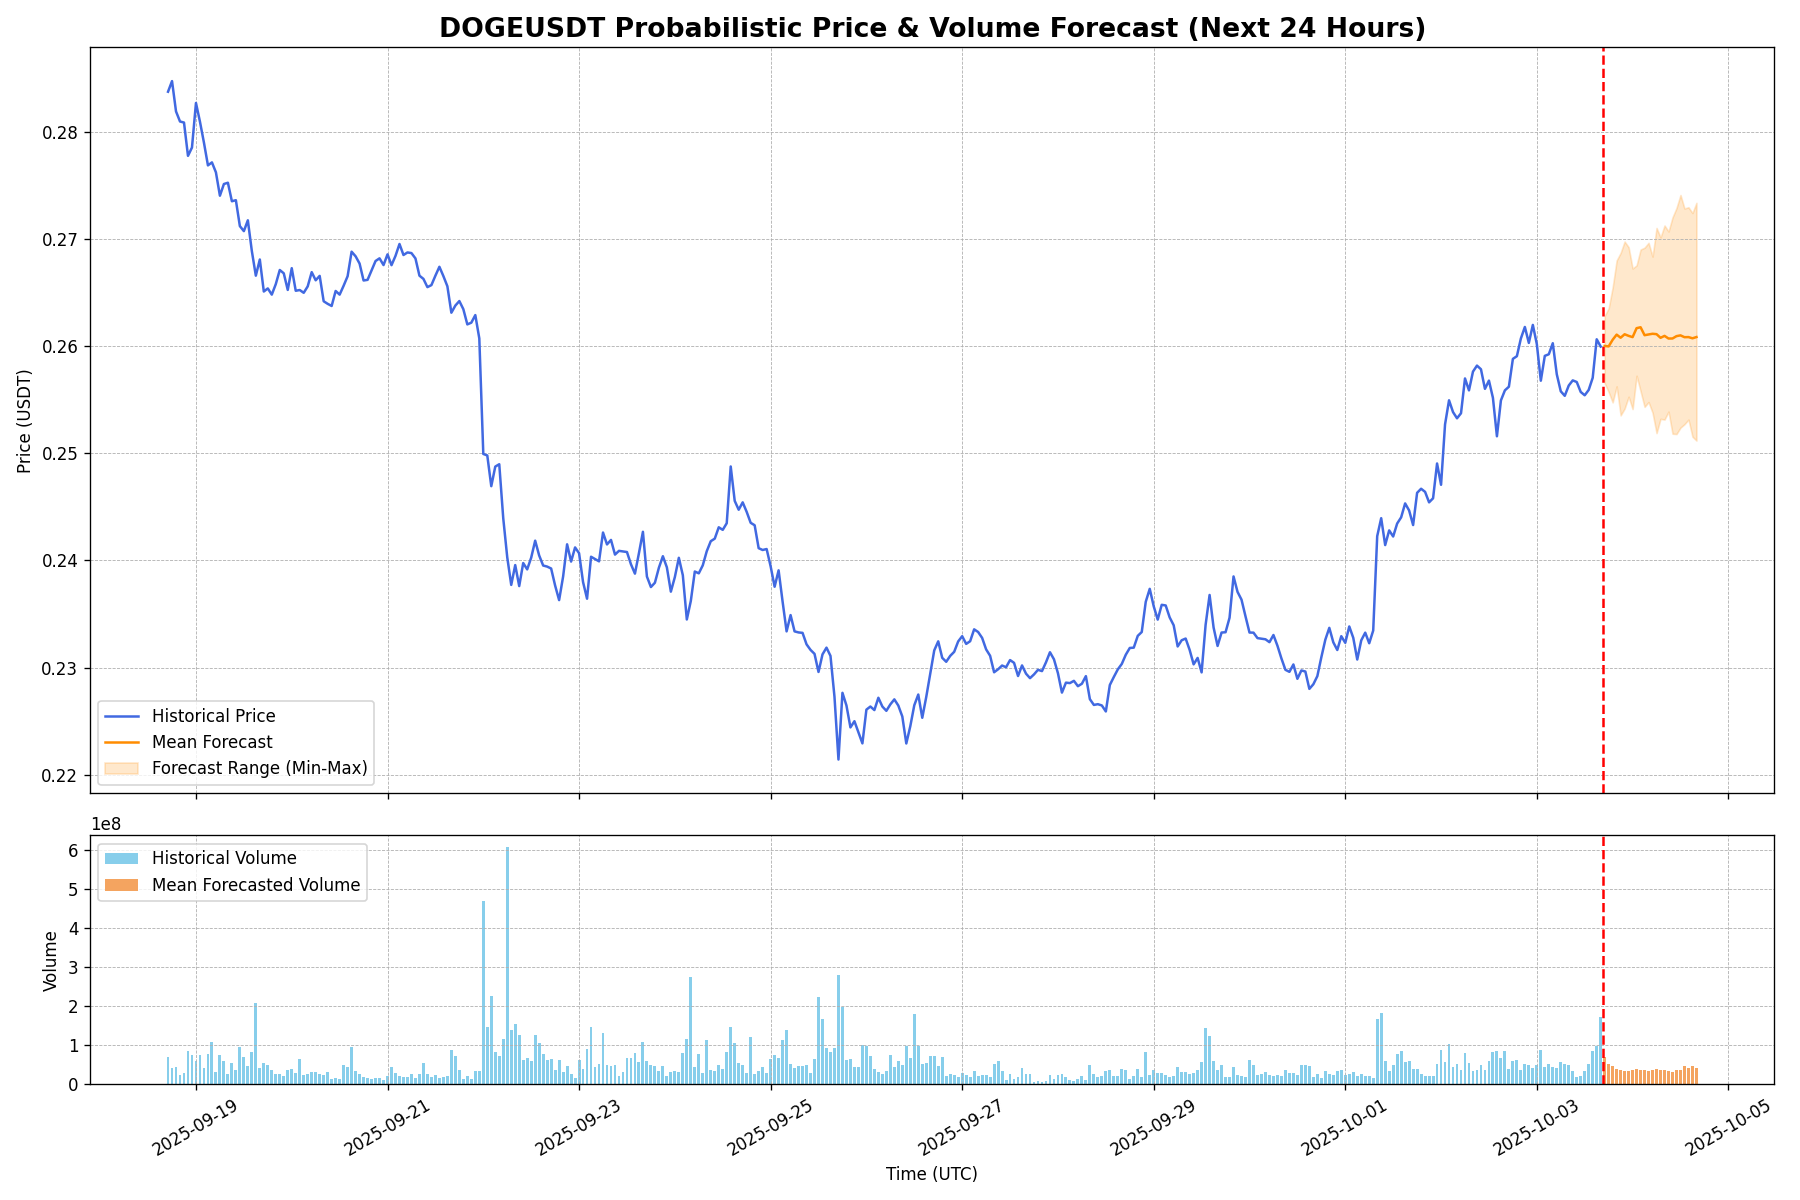 DOGEUSDT Probabilistic Price & Volume Forecast (Next 24 Hours)
Price (USDT)
0.28
0.27
0.26
0.25
0.24
0.23
0.22
Historical Price
Mean Forecast
Forecast Range (Min-Max)
1e8
Volume
6
5
4
3
2
1
0
Historical Volume
Mean Forecasted Volume
2025-09-19
2025-09-21
2025-09-23
2025-09-25
2025-09-27
2025-09-29
2025-10-01
2025-10-03
2025-10-05
Time (UTC)